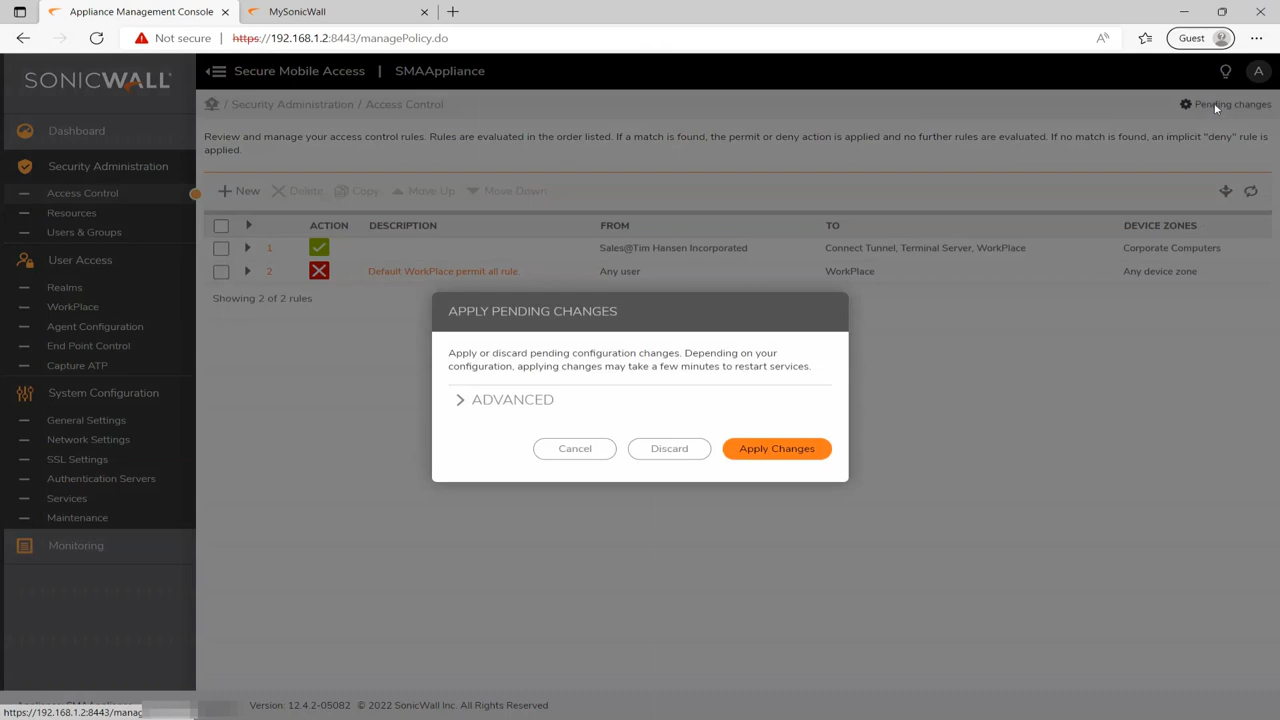 Appliance Management Console
MySonicWall
Not secure
https://192.168.1.2:8443/managePolicy.do
Guest
SONICWALL
Secure Mobile Access | SMAAppliance
A
/ Security Administration / Access Control
Pending changes
Review and manage your access control rules. Rules are evaluated in the order listed. If a match is found, the permit or deny action is applied and no further rules are evaluated. If no match is found, an implicit "deny" rule is
applied.
New Delete Copy Move Up Move Down
ACTION DESCRIPTION FROM TO DEVICE ZONES
1 Sales@Tim Hansen Incorporated Connect Tunnel, Terminal Server, WorkPlace Corporate Computers
2 Default WorkPlace permit all rule. Any user WorkPlace Any device zone
Showing 2 of 2 rules
Dashboard
Security Administration
Access Control
Resources
Users & Groups
User Access
Realms
WorkPlace
Agent Configuration
End Point Control
Capture ATP
System Configuration
General Settings
Network Settings
SSL Settings
Authentication Servers
Services
Maintenance
Monitoring
APPLY PENDING CHANGES
Apply or discard pending configuration changes. Depending on your
configuration, applying changes may take a few minutes to restart services.
ADVANCED
Cancel
Discard
Apply Changes
Version: 12.4.2-05082 © 2022 SonicWall Inc. All Rights Reserved
https://192.168.1.2:8443/manag